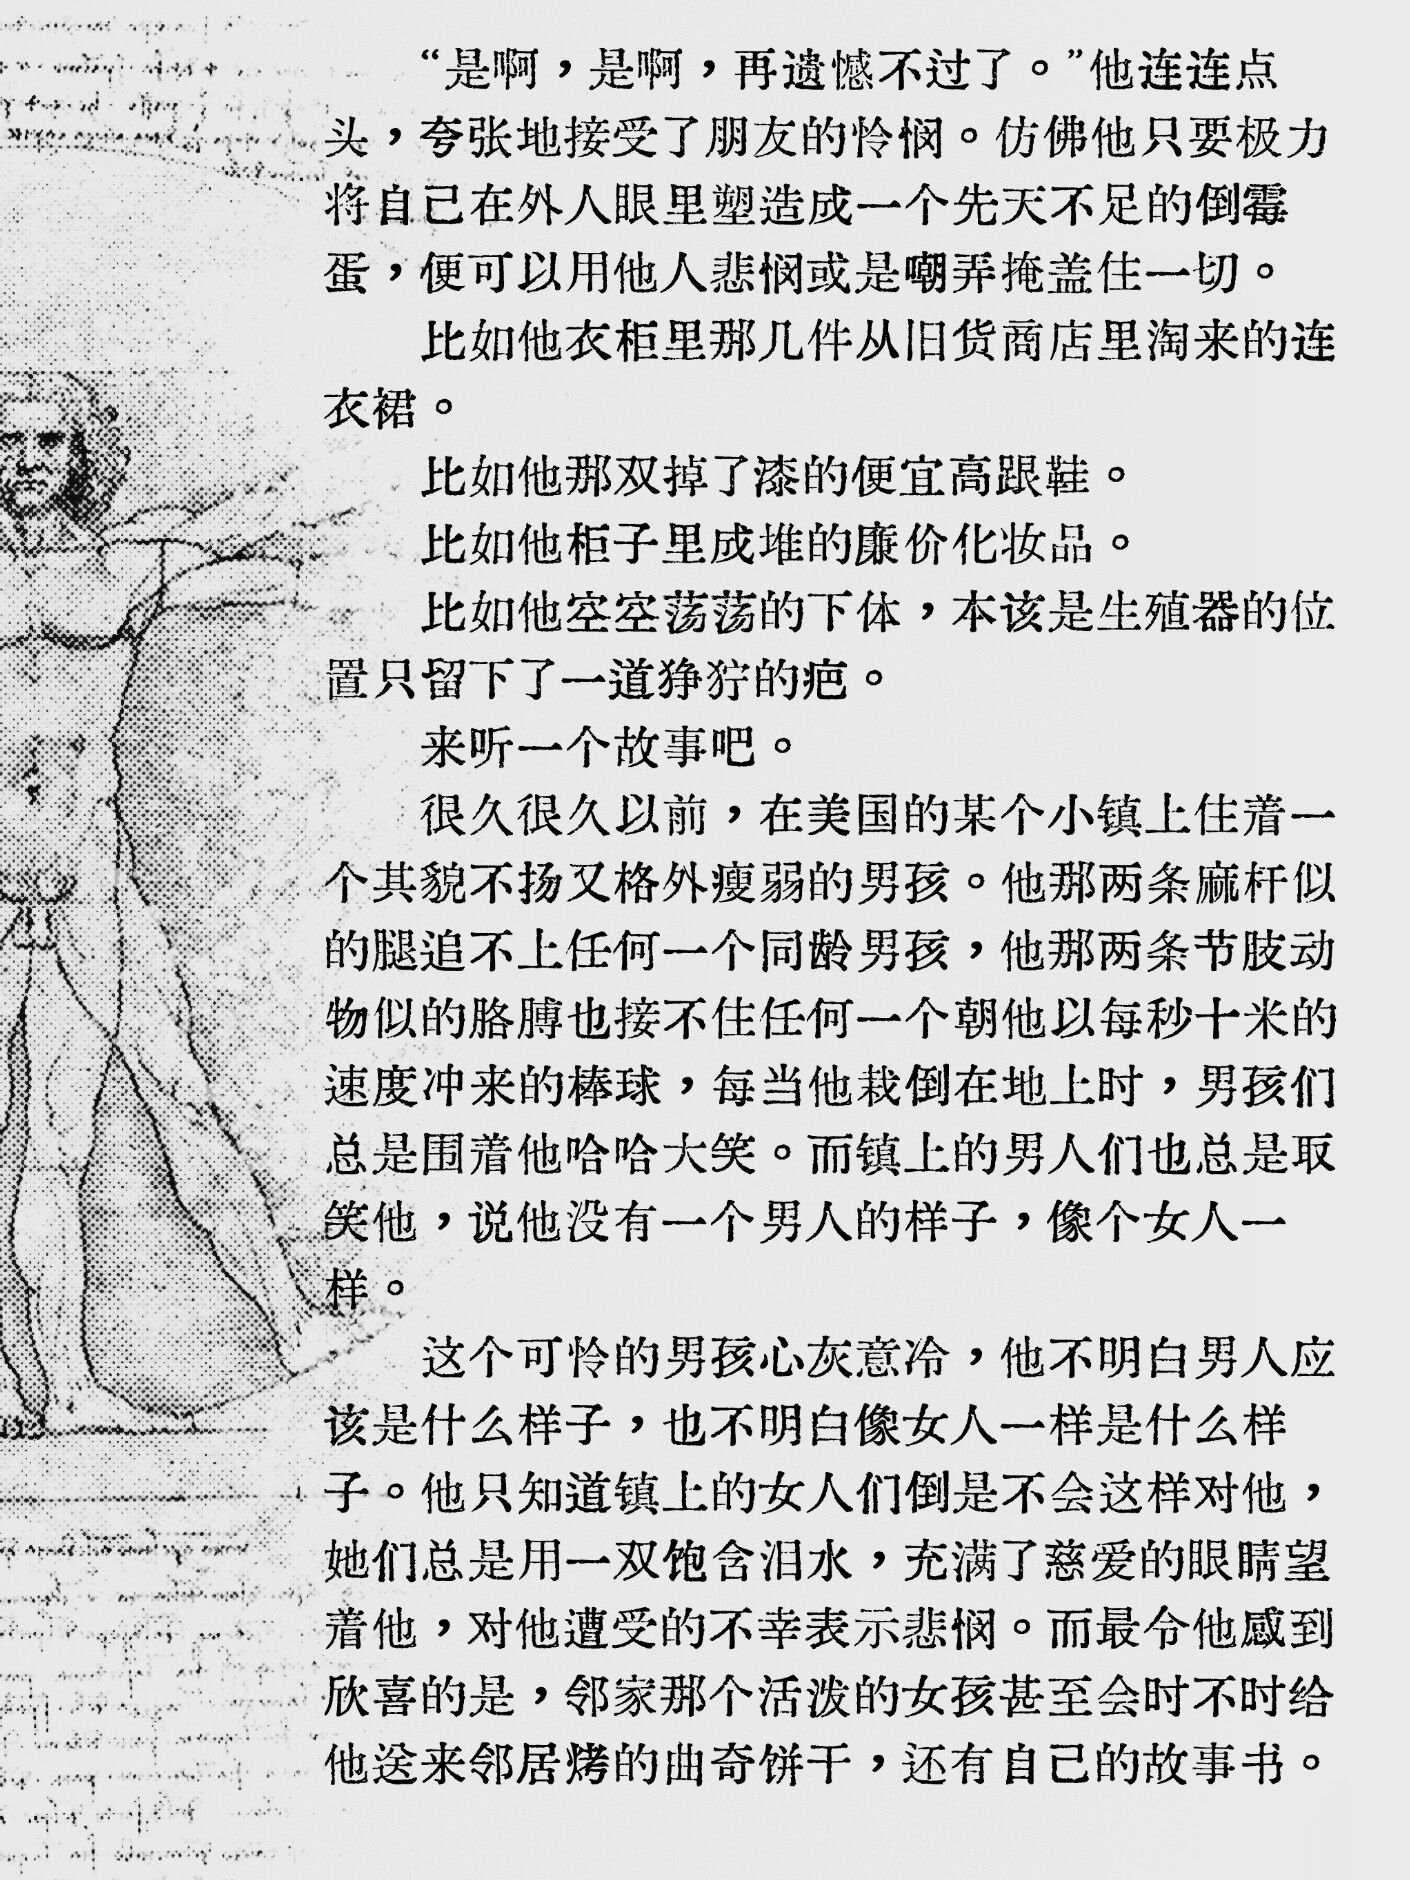 “是啊，是啊，再遗憾不过了。”他连连点
头，夸张地接受了朋友的怜悯。仿佛他只要极力
将自己在外人眼里塑造成一个先天不足的倒霉
蛋，便可以用他人悲悯或是嘲弄掩盖住一切。
比如他衣柜里那几件从旧货商店里淘来的连
衣裙。
比如他那双掉了漆的便宜高跟鞋。
比如他柜子里成堆的廉价化妆品。
比如他空空荡荡的下体，本该是生殖器的位
置只留下了一道狰狞的疤。
来听一个故事吧。
很久很久以前，在美国的某个小镇上住着一
个其貌不扬又格外瘦弱的男孩。他那两条麻杆似
的腿追不上任何一个同龄男孩，他那两条节肢动
物似的胳膊也接不住任何一个朝他以每秒十米的
速度冲来的棒球，每当他栽倒在地上时，男孩们
总是围着他哈哈大笑。而镇上的男人们也总是取
笑他，说他没有一个男人的样子，像个女人一
样。
这个可怜的男孩心灰意冷，他不明白男人应
该是什么样子，也不明白像女人一样是什么样
子。他只知道镇上的女人们倒是不会这样对他，
她们总是用一双饱含泪水，充满了慈爱的眼睛望
着他，对他遭受的不幸表示悲悯。而最令他感到
欣喜的是，邻家那个活泼的女孩甚至会时不时给
他送来邻居烤的曲奇饼干，还有自己的故事书。